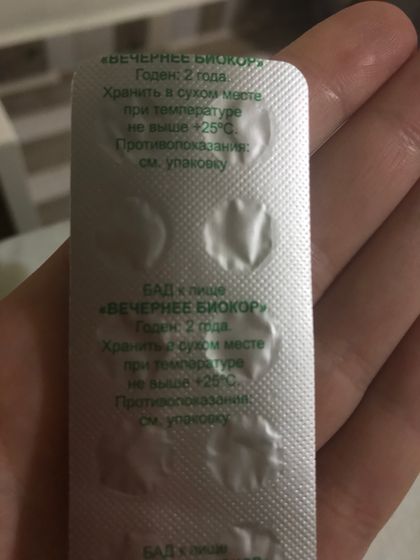 «ВЕЧЕРНЕЕ БИОКОР»
Годен: 2 года.
Хранить в сухом месте
при температуре
не выше +25°С.
Противопоказания:
см. упаковку
БАД к пище
«ВЕЧЕРНЕЕ БИОКОР»
Годен: 2 года.
Хранить в сухом месте
при температуре
не выше +25°С.
Противопоказания:
см. упаковку
БАД к пище